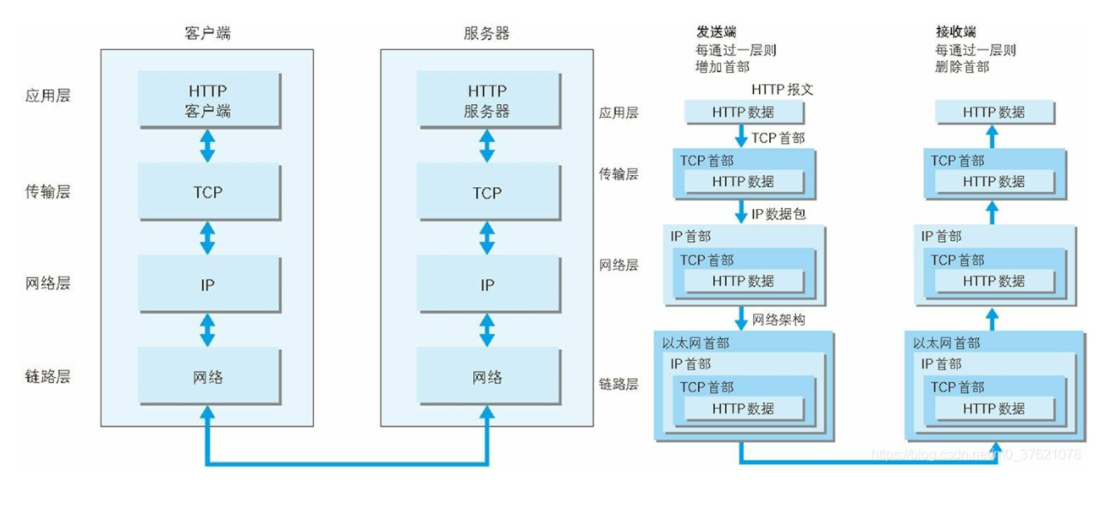 客户端
服务器
应用层
HTTP
客户端
HTTP
服务器
传输层
TCP
TCP
网络层
IP
IP
链路层
网络
网络
发送端
每通过一层则
增加首部
接收端
每通过一层则
删除首部
HTTP 报文
应用层
HTTP 数据
HTTP 数据
TCP 首部
传输层
TCP 首部
HTTP 数据
TCP 首部
HTTP 数据
IP 数据包
网络层
IP 首部
TCP 首部
HTTP 数据
IP 首部
TCP 首部
HTTP 数据
网络架构
链路层
以太网首部
IP 首部
TCP 首部
HTTP 数据
以太网首部
IP 首部
TCP 首部
HTTP 数据